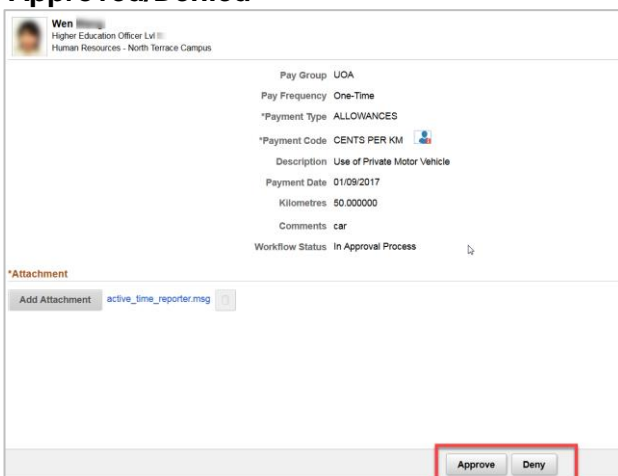 Approved/Denied
Wen
Higher Education Officer Lvl
Human Resources - North Terrace Campus
Pay Group UOA
Pay Frequency One-Time
*Payment Type ALLOWANCES
*Payment Code CENTS PER KM
Description Use of Private Motor Vehicle
Payment Date 01/09/2017
Kilometres 50.000000
Comments car
Workflow Status In Approval Process
*Attachment
Add Attachment active_time_reporter.msg
Approve Deny